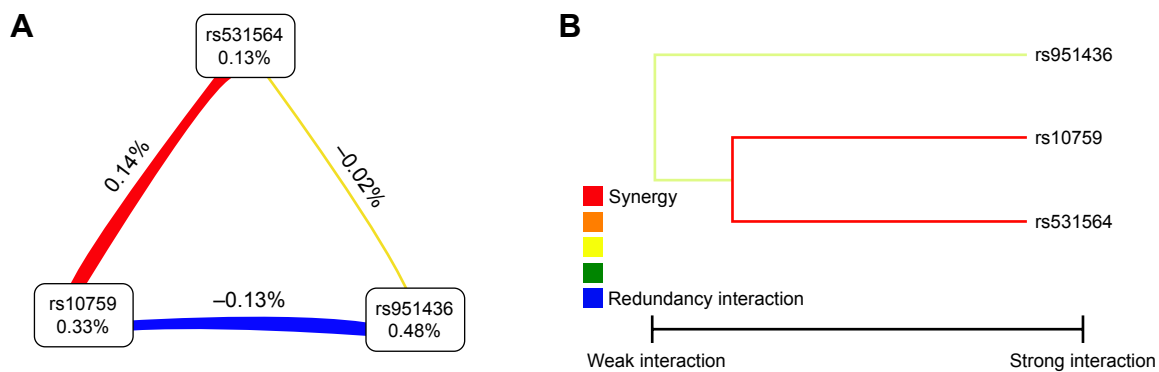 A
rs531564
0.13%
0.14%
–0.02%
rs10759
0.33%
–0.13%
rs951436
0.48%
B
rs951436
rs10759
rs531564
Synergy
Redundancy interaction
Weak interaction
Strong interaction